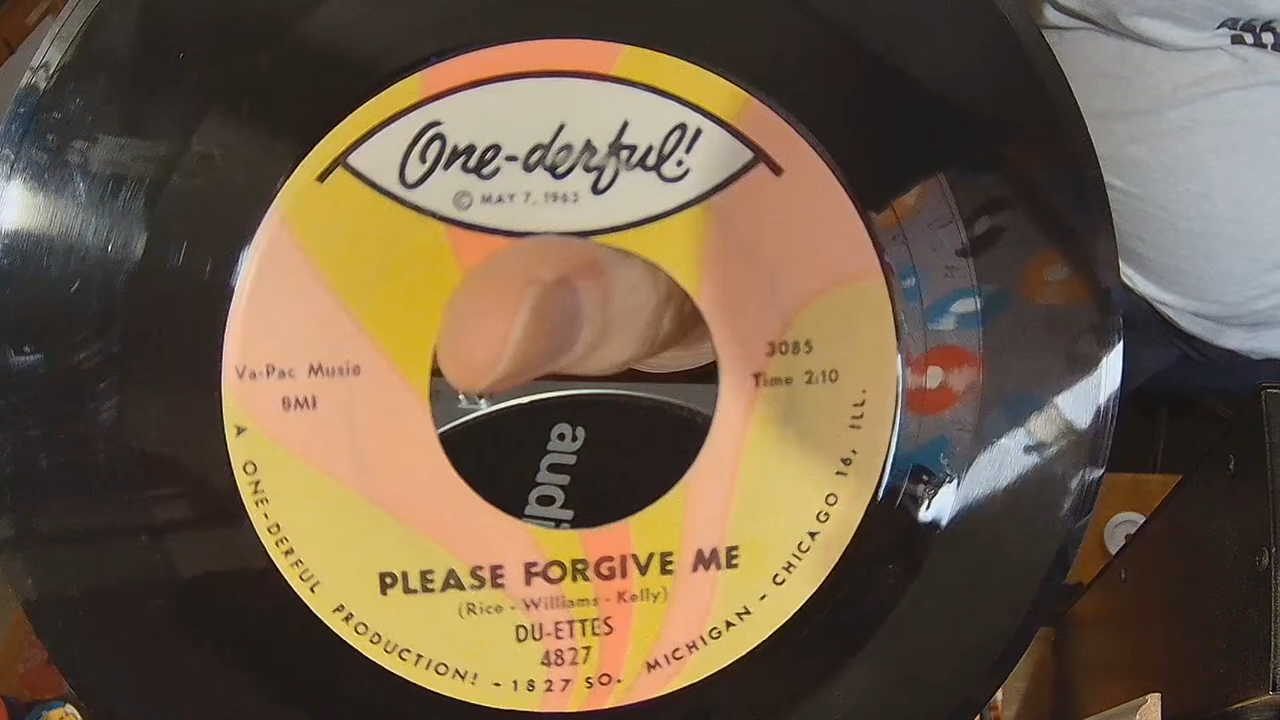 One-derful!
© MAY 7, 1963
Va-Pac Music
BMI
3085
Time 2:10
PLEASE FORGIVE ME
(Rice - Williams - Kelly)
DU-ETTES
4827
A ONE-DERFUL PRODUCTION! - 1827 SO. MICHIGAN - CHICAGO 16, ILL.
audi